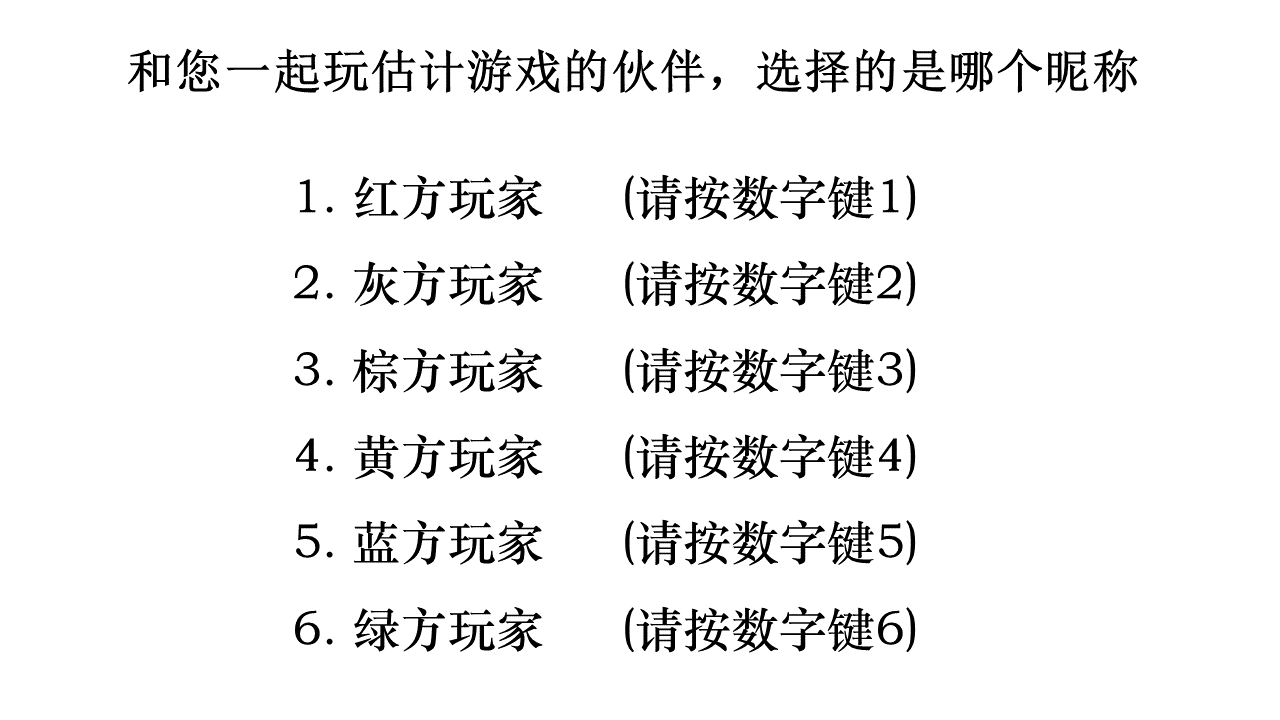 和您一起玩估计游戏的伙伴，选择的是哪个昵称
1. 红方玩家 (请按数字键1)
2. 灰方玩家 (请按数字键2)
3. 棕方玩家 (请按数字键3)
4. 黄方玩家 (请按数字键4)
5. 蓝方玩家 (请按数字键5)
6. 绿方玩家 (请按数字键6)